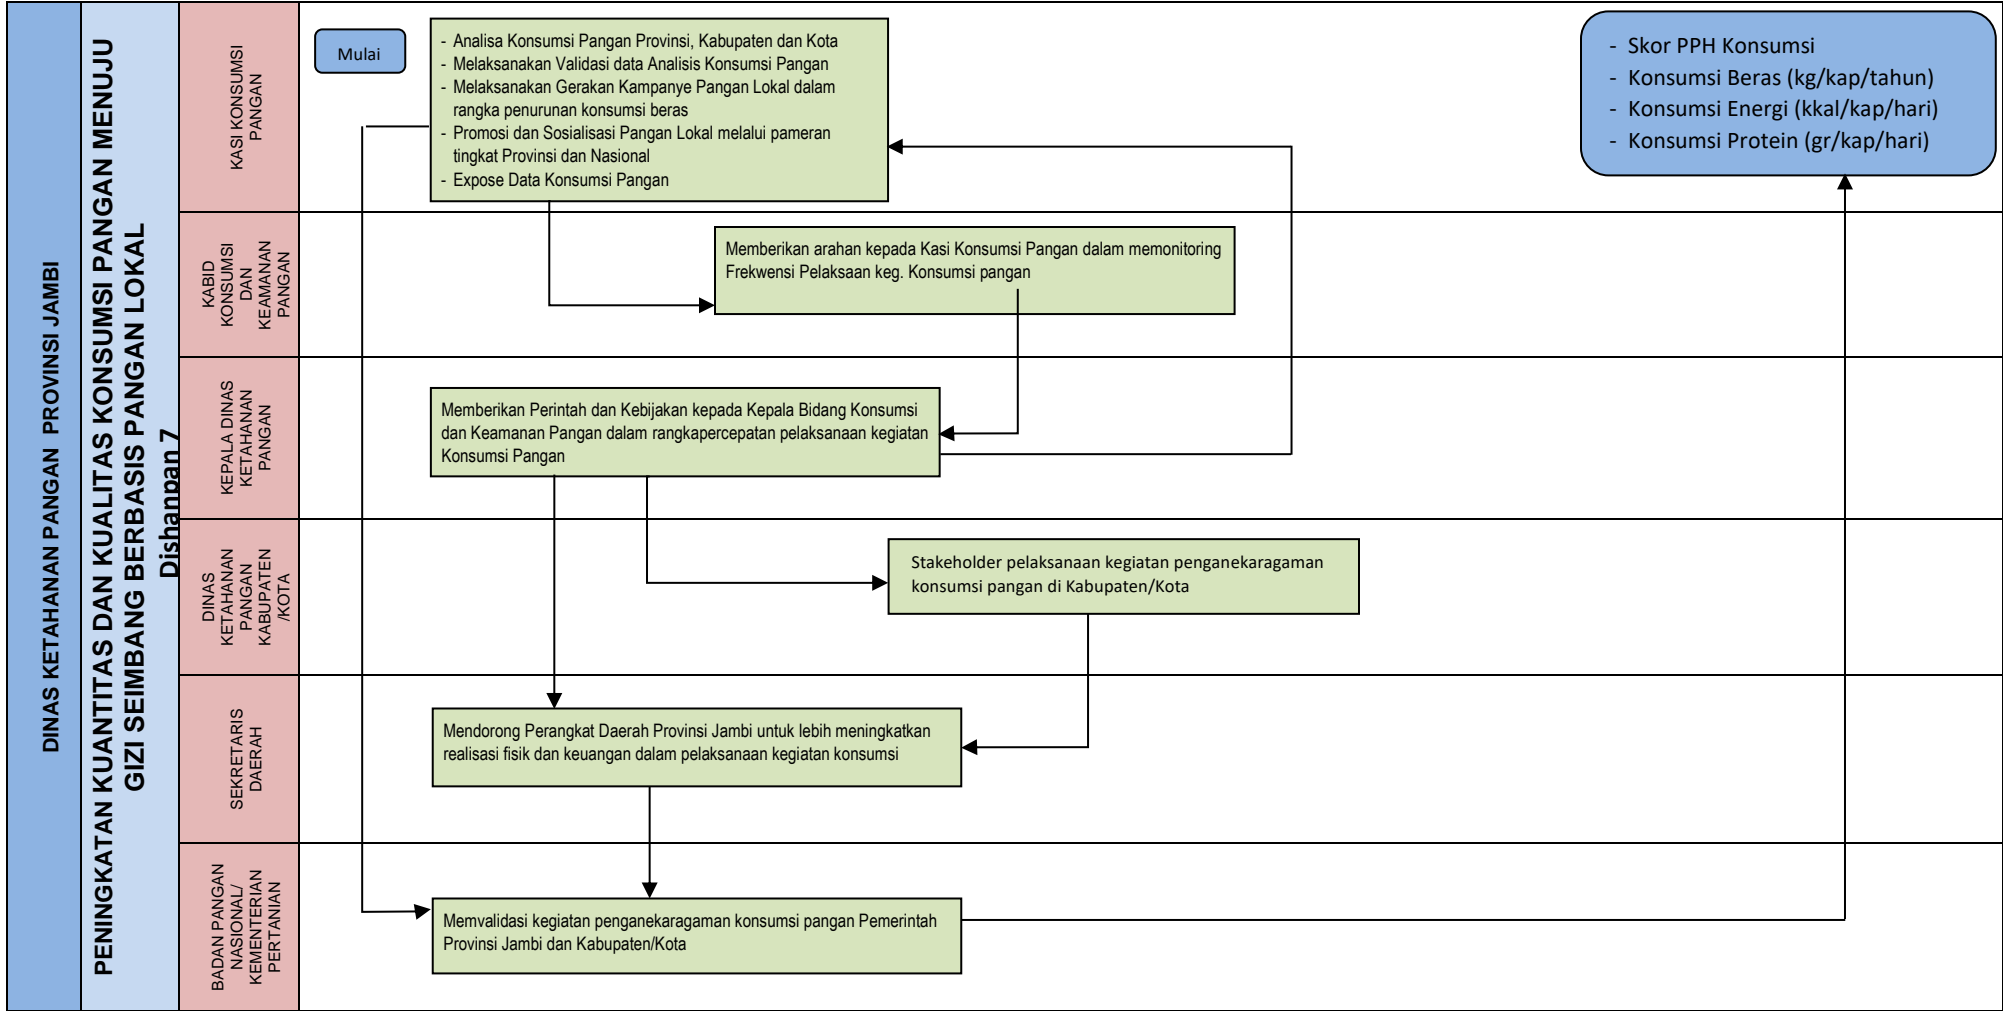 DINAS KETAHANAN PANGAN PROVINSI JAMBI
PENINGKATAN KUANTITAS DAN KUALITAS KONSUMSI PANGAN MENUJU
GIZI SEIMBANG BERBASIS PANGAN LOKAL
Dishanpan 7
KASI KONSUMSI
PANGAN
Mulai
- Analisa Konsumsi Pangan Provinsi, Kabupaten dan Kota
- Melaksanakan Validasi data Analisis Konsumsi Pangan
- Melaksanakan Gerakan Kampanye Pangan Lokal dalam
rangka penurunan konsumsi beras
- Promosi dan Sosialisasi Pangan Lokal melalui pameran
tingkat Provinsi dan Nasional
- Expose Data Konsumsi Pangan
- Skor PPH Konsumsi
- Konsumsi Beras (kg/kap/tahun)
- Konsumsi Energi (kkal/kap/hari)
- Konsumsi Protein (gr/kap/hari)
KABID
KONSUMSI
DAN
KEAMANAN
PANGAN
Memberikan arahan kepada Kasi Konsumsi Pangan dalam memonitoring
Frekwensi Pelaksaan keg. Konsumsi pangan
KEPALA DINAS
KETAHANAN
PANGAN
Memberikan Perintah dan Kebijakan kepada Kepala Bidang Konsumsi
dan Keamanan Pangan dalam rangkapercepatan pelaksanaan kegiatan
Konsumsi Pangan
DINAS
KETAHANAN
PANGAN
KABUPATEN
/KOTA
Stakeholder pelaksanaan kegiatan penganekaragaman
konsumsi pangan di Kabupaten/Kota
SEKRETARIS
DAERAH
Mendorong Perangkat Daerah Provinsi Jambi untuk lebih meningkatkan
realisasi fisik dan keuangan dalam pelaksanaan kegiatan konsumsi
BADAN PANGAN
NASIONAL/
KEMENTERIAN
PERTANIAN
Memvalidasi kegiatan penganekaragaman konsumsi pangan Pemerintah
Provinsi Jambi dan Kabupaten/Kota